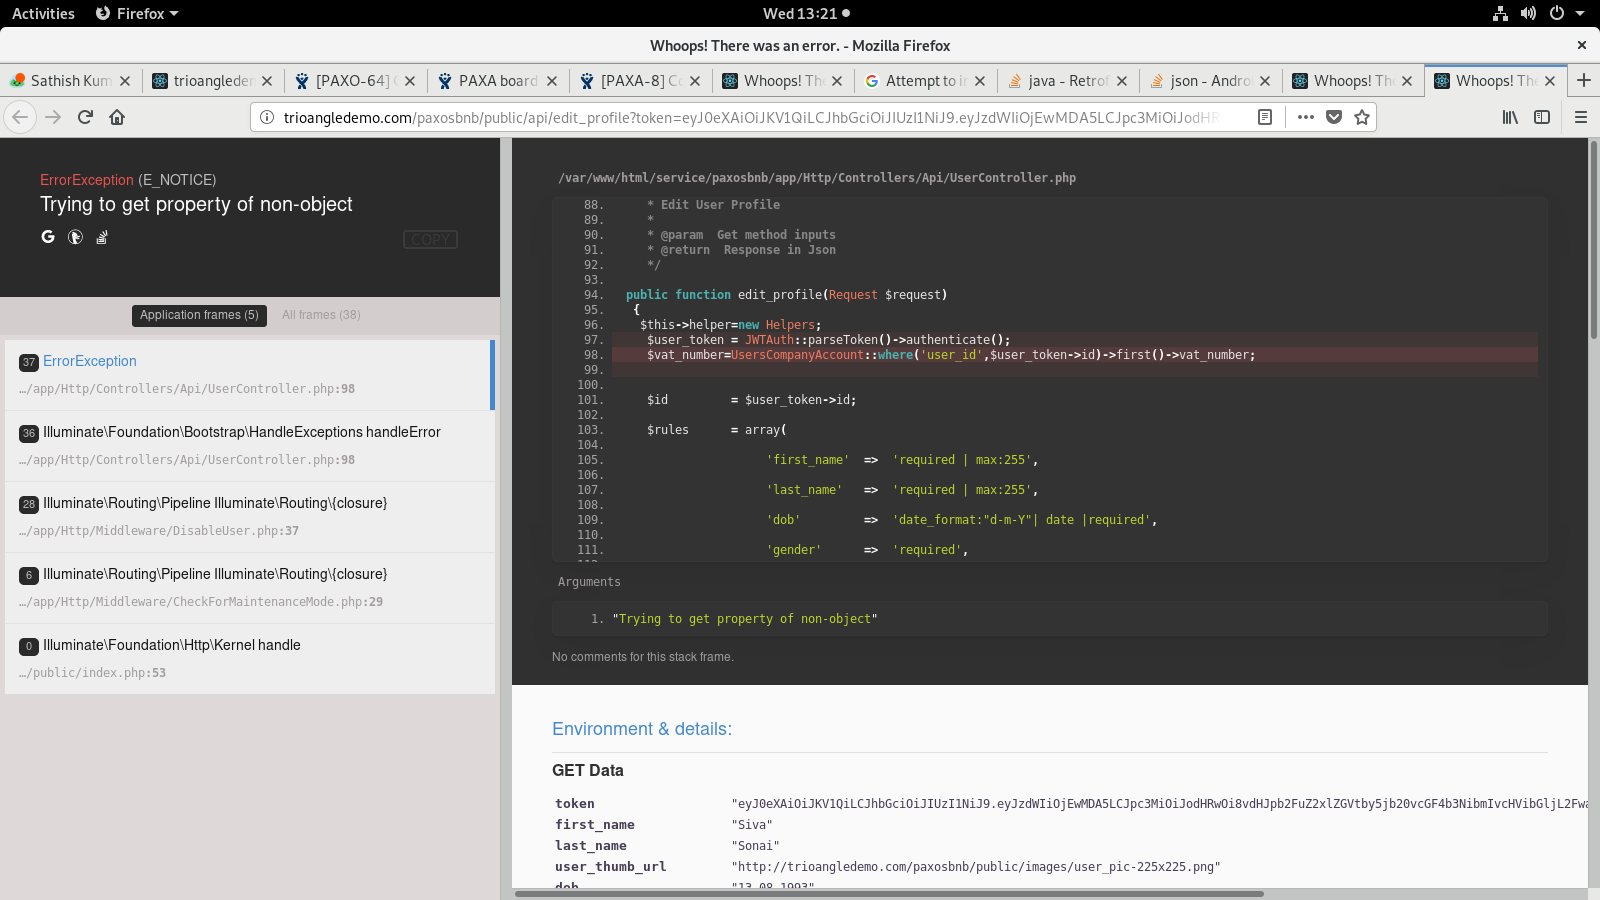 Activities Firefox Wed 13:21
Whoops! There was an error. - Mozilla Firefox
Sathish Kum trioangleden [PAXO-64] PAXA board [PAXA-8] Co Whoops! The Attempt to in java - Retrof json - Andro Whoops! The Whoops! The
trioangledemo.com/paxosbnb/public/api/edit_profile?token=eyJ0eXAiOiJKV1QiLCJhbGciOiJIUzI1NiJ9.eyJzdWIiOjEwMDA5LCJpc3MiOiJodHR
ErrorException (E_NOTICE)
Trying to get property of non-object
COPY
Application frames (5) All frames (38)
37 ErrorException
…/app/Http/Controllers/Api/UserController.php:98
36 Illuminate\Foundation\Bootstrap\HandleExceptions handleError
…/app/Http/Controllers/Api/UserController.php:98
28 Illuminate\Routing\Pipeline Illuminate\Routing\{closure}
…/app/Http/Middleware/DisableUser.php:37
6 Illuminate\Routing\Pipeline Illuminate\Routing\{closure}
…/app/Http/Middleware/CheckForMaintenanceMode.php:29
0 Illuminate\Foundation\Http\Kernel handle
…/public/index.php:53
/var/www/html/service/paxosbnb/app/Http/Controllers/Api/UserController.php
88. * Edit User Profile
89. *
90. * @param Get method inputs
91. * @return Response in Json
92. */
93.
94. public function edit_profile(Request $request)
95. {
96. $this->helper=new Helpers;
97. $user_token = JWTAuth::parseToken()->authenticate();
98. $vat_number=UsersCompanyAccount::where('user_id',$user_token->id)->first()->vat_number;
99.
100.
101. $id = $user_token->id;
102.
103. $rules = array(
104.
105. 'first_name' => 'required | max:255',
106.
107. 'last_name' => 'required | max:255',
108.
109. 'dob' => 'date_format:"d-m-Y"| date |required',
110.
111. 'gender' => 'required',
Arguments
1. "Trying to get property of non-object"
No comments for this stack frame.
Environment & details:
GET Data
token "eyJ0eXAiOiJKV1QiLCJhbGciOiJIUzI1NiJ9.eyJzdWIiOjEwMDA5LCJpc3MiOiJodHRwOi8vdHJpb2FuZ2xlZGVtby5jb20vcGF4b3NibmIvcHVibGljL2Fwa
first_name "Siva"
last_name "Sonai"
user_thumb_url "http://trioangledemo.com/paxosbnb/public/images/user_pic-225x225.png"
dob "13-08-1993"